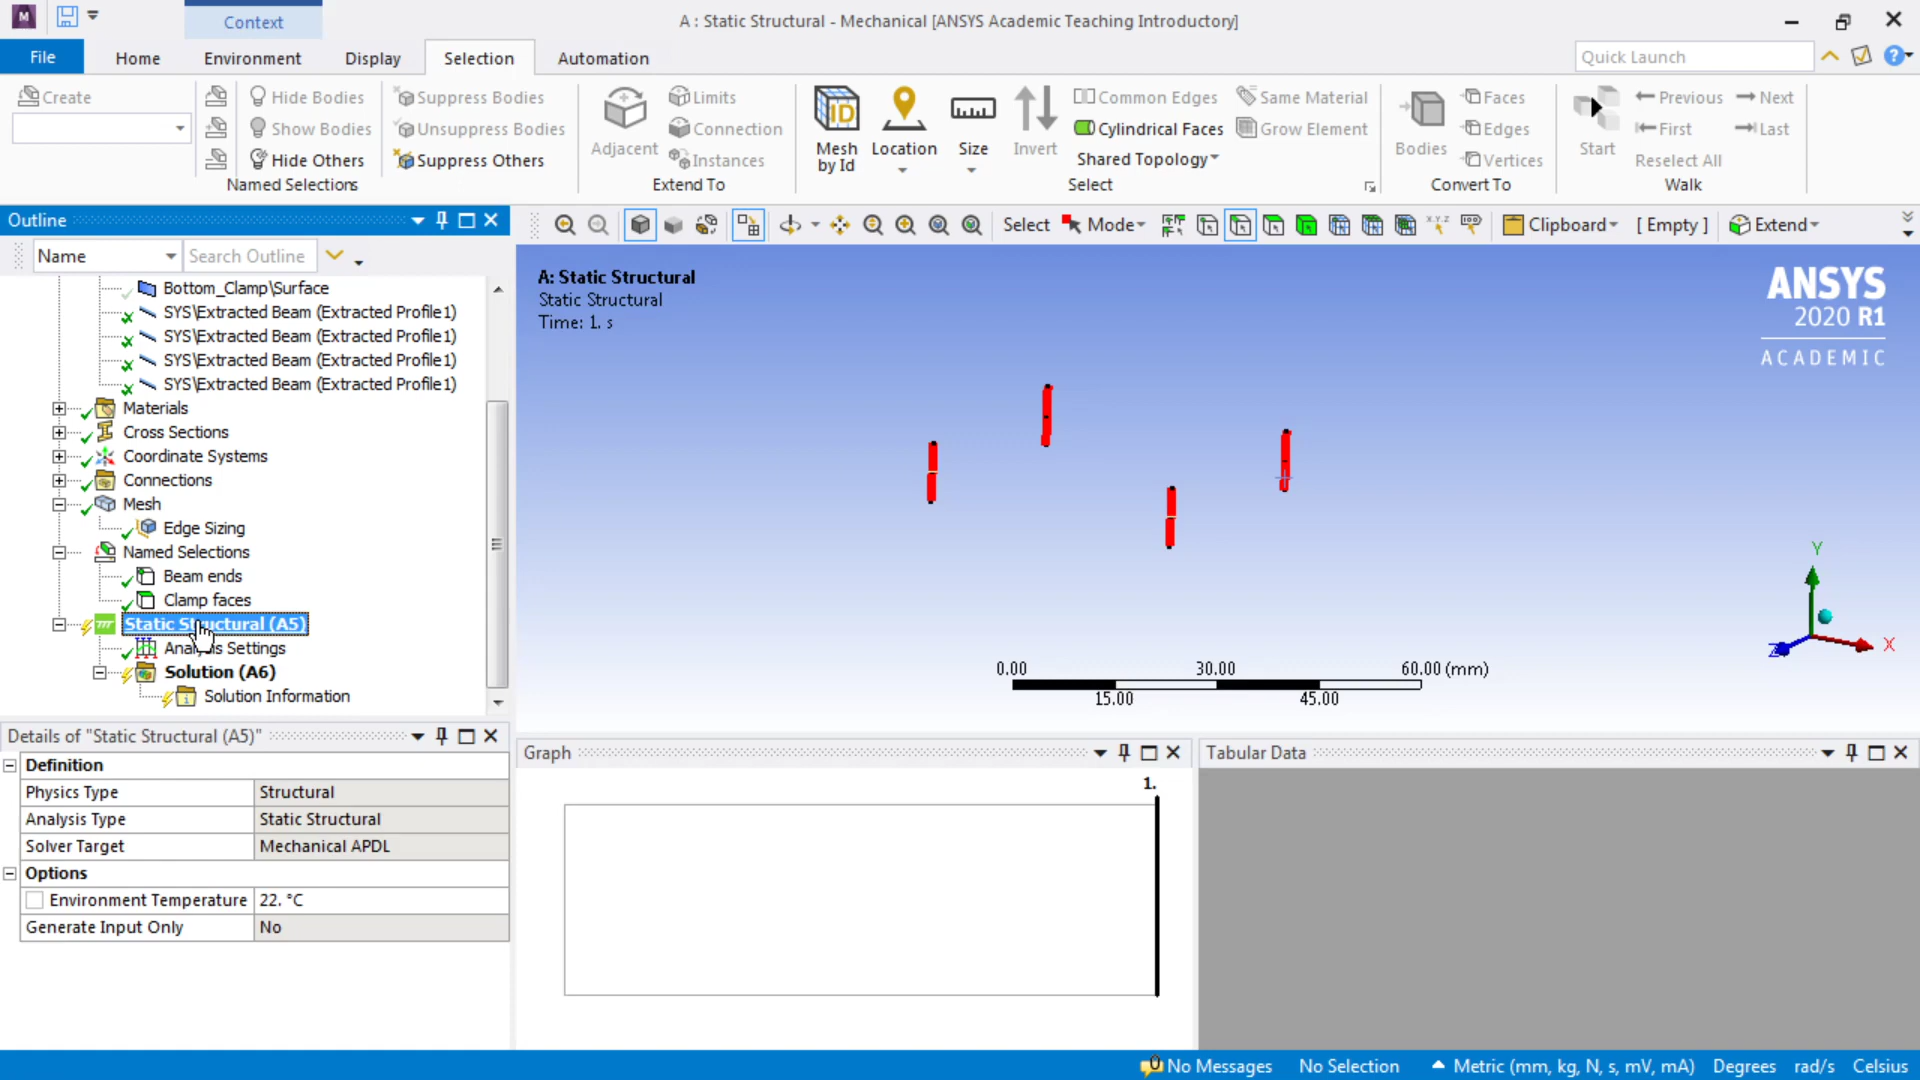 Context
A : Static Structural - Mechanical [ANSYS Academic Teaching Introductory]
File
Home
Environment
Display
Selection
Automation
Quick Launch
Create
Hide Bodies
Show Bodies
Hide Others
Named Selections
Suppress Bodies
Unsuppress Bodies
Suppress Others
Adjacent
Limits
Connection
Instances
Extend To
Mesh by Id
Location
Size
Invert
Common Edges
Cylindrical Faces
Shared Topology
Same Material
Grow Element
Select
Bodies
Faces
Edges
Vertices
Convert To
Start
Previous
Next
First
Last
Reselect All
Walk
Outline
Name
Search Outline
Select
Mode
Clipboard
[ Empty ]
Extend
Bottom_Clamp\Surface
SYS\Extracted Beam (Extracted Profile1)
SYS\Extracted Beam (Extracted Profile1)
SYS\Extracted Beam (Extracted Profile1)
SYS\Extracted Beam (Extracted Profile1)
Materials
Cross Sections
Coordinate Systems
Connections
Mesh
Edge Sizing
Named Selections
Beam ends
Clamp faces
Static Structural (A5)
Analysis Settings
Solution (A6)
Solution Information
A: Static Structural
Static Structural
Time: 1. s
ANSYS
2020 R1
ACADEMIC
0.00 30.00 60.00 (mm)
15.00 45.00
Y
X
Z
Details of "Static Structural (A5)"
Definition
Physics Type Structural
Analysis Type Static Structural
Solver Target Mechanical APDL
Options
Environment Temperature 22. °C
Generate Input Only No
Graph
1.
Tabular Data
No Messages
No Selection
Metric (mm, kg, N, s, mV, mA)
Degrees
rad/s
Celsius